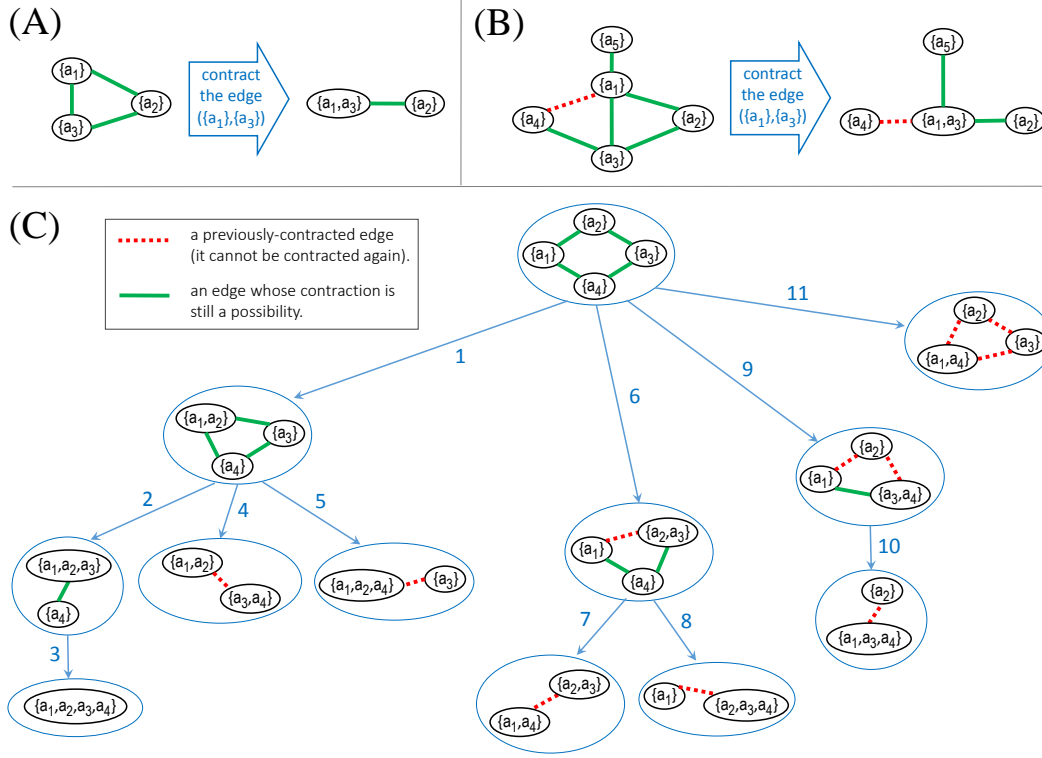 (A)
{a1}
{a2}
{a3}
contract
the edge
({a1},{a3})
{a1,a3}
{a2}
(B)
{a5}
{a1}
{a4}
{a2}
{a3}
contract
the edge
({a1},{a3})
{a5}
{a4}
{a1,a3}
{a2}
(C)
a previously-contracted edge
(it cannot be contracted again).
an edge whose contraction is
still a possibility.
{a2}
{a1}
{a3}
{a4}
1
6
9
11
{a2}
{a3}
{a1,a4}
{a1,a2}
{a3}
{a4}
{a2}
{a1}
{a3,a4}
2
4
5
{a2,a3}
{a1}
{a4}
10
{a1,a2,a3}
{a4}
{a1,a2}
{a3,a4}
{a1,a2,a4}
{a3}
{a2}
{a1,a3,a4}
7
8
3
{a1,a2,a3,a4}
{a2,a3}
{a1,a4}
{a1}
{a2,a3,a4}